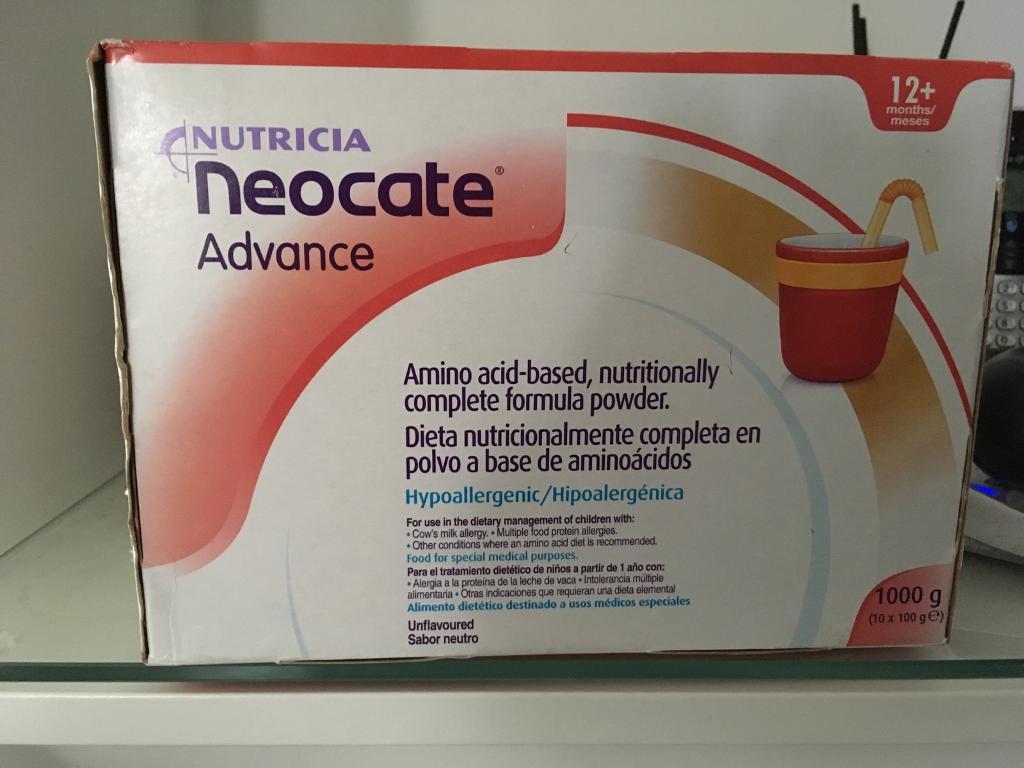 12+
months/
meses
NUTRICIA
neocate®
Advance
Amino acid-based, nutritionally
complete formula powder.
Dieta nutricionalmente completa en
polvo a base de aminoácidos
Hypoallergenic/Hipoalergénica
For use in the dietary management of children with:
• Cow's milk allergy. • Multiple food protein allergies.
• Other conditions where an amino acid diet is recommended.
Food for special medical purposes.
Para el tratamiento dietético de niños a partir de 1 año con:
• Alergia a la proteína de la leche de vaca • Intolerancia múltiple
alimentaria • Otras indicaciones que requieran una dieta elemental
Alimento dietético destinado a usos médicos especiales
Unflavoured
Sabor neutro
1000 g
(10 x 100 g e)